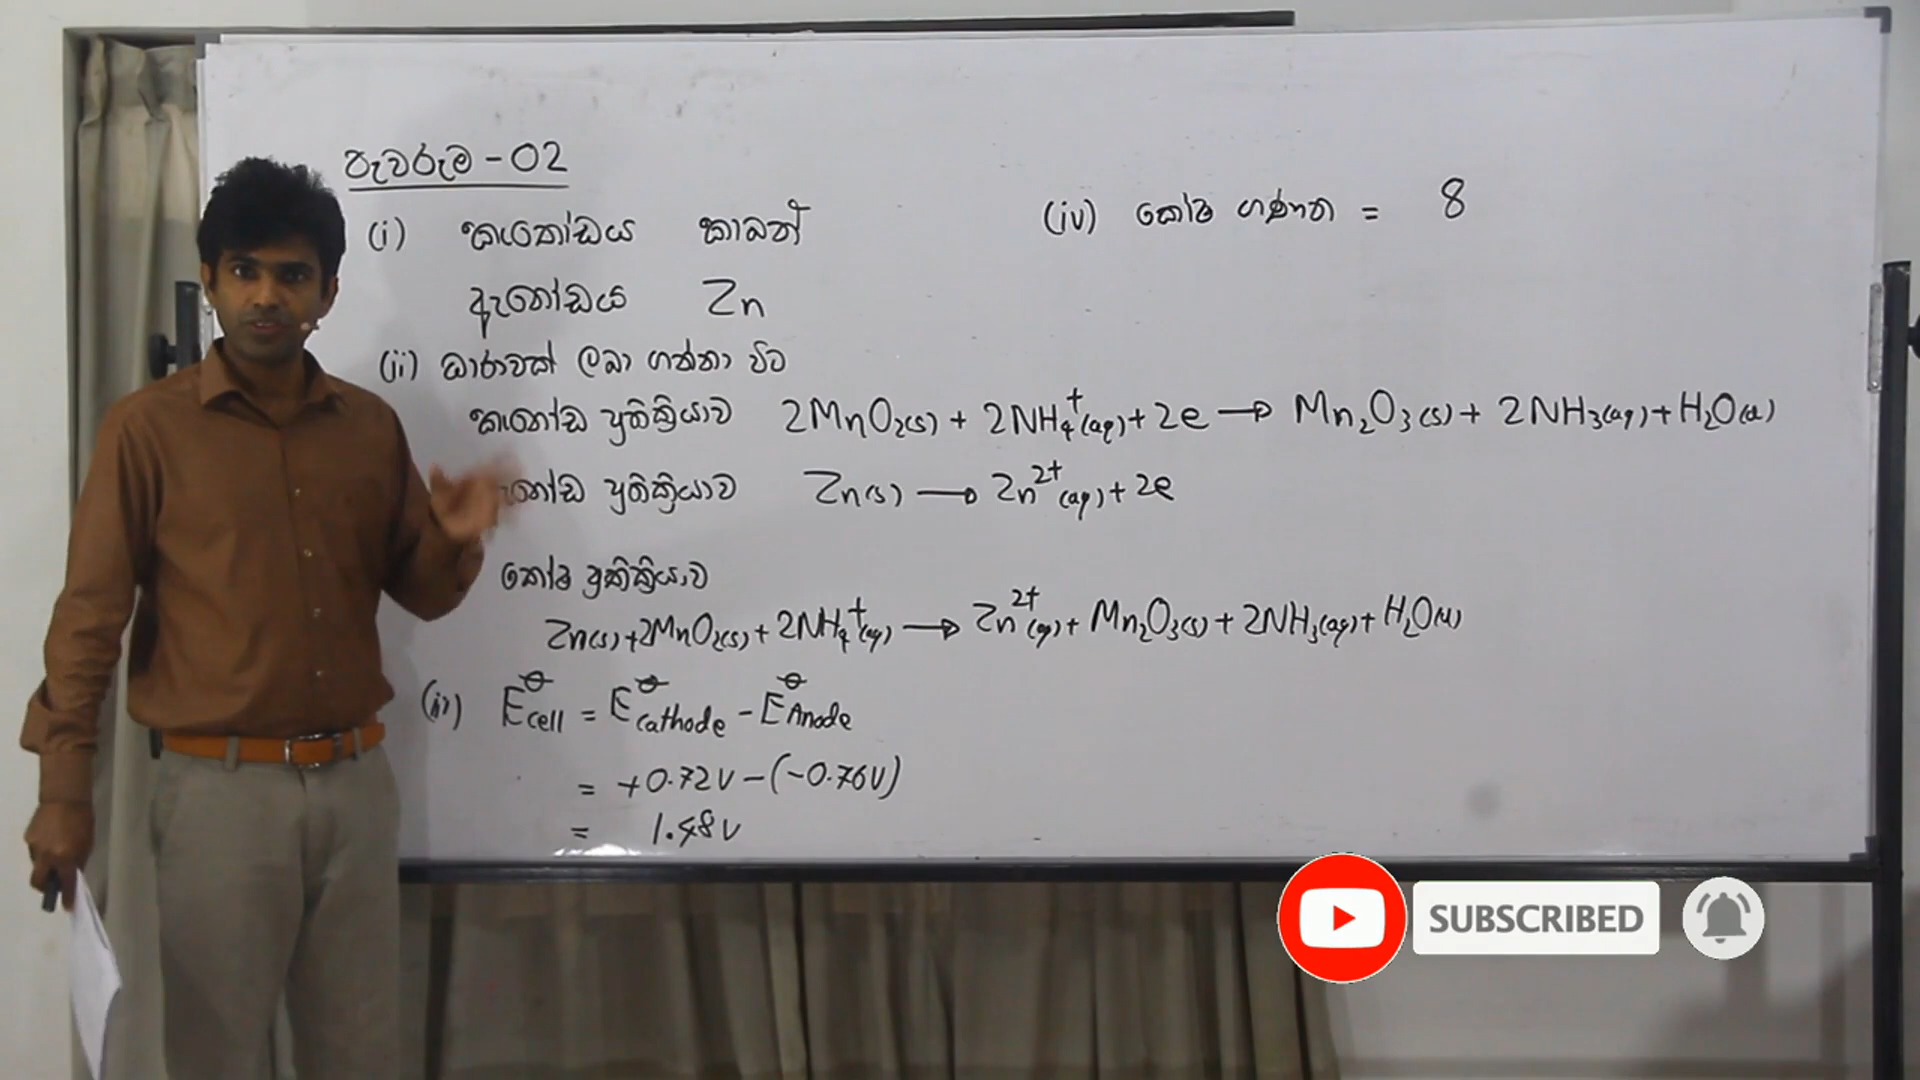 පැවරුම - 02
(i) කැතෝඩය කාබන්
ඇනෝඩය Zn
(ii) ධාරාවක් ලබා ගන්නා විට
කැතෝඩ ප්‍රතික්‍රියාව 2MnO₂(s) + 2NH₄⁺(aq) + 2e → Mn₂O₃(s) + 2NH₃(aq) + H₂O(l)
ප්‍රතික්‍රියාව Zn(s) → Zn²⁺(aq) + 2e
කෝෂ ප්‍රතික්‍රියාව
Zn(s) + 2MnO₂(s) + 2NH₄⁺(aq) → Zn²⁺(aq) + Mn₂O₃(s) + 2NH₃(aq) + H₂O(l)
E°cell = E°cathode - E°Anode
= +0.72V - (-0.76V)
= 1.48V
(iv) කෝෂ ගණන = 8
SUBSCRIBED